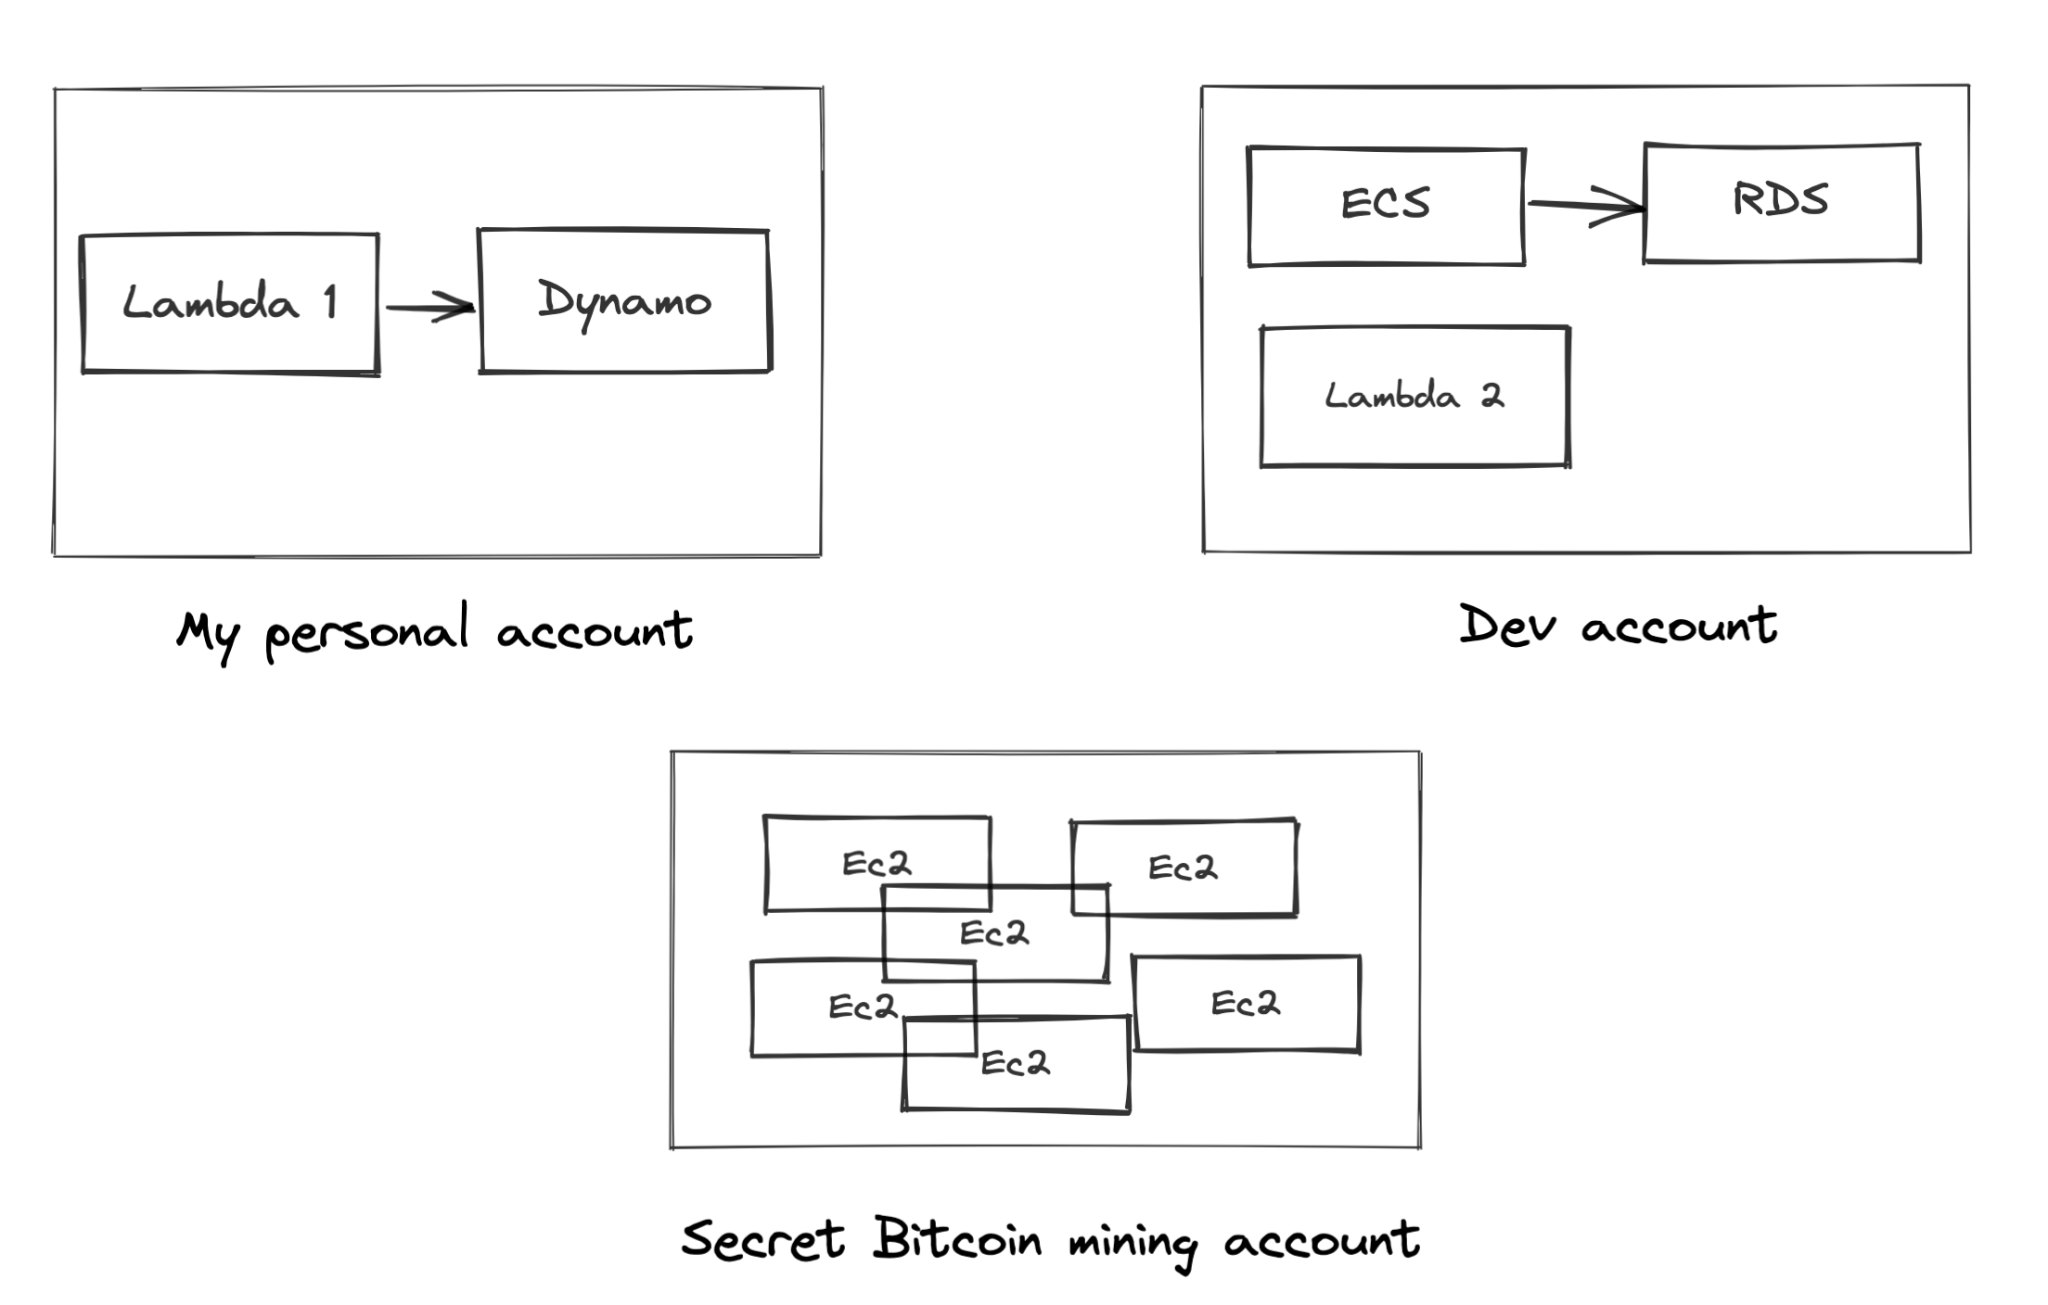 ECS
RDS
Lambda 1
Dynamo
Lambda 2
My personal account
Dev account
Ec2
Ec2
Ec2
Ec2
Ec2
Ec2
Secret Bitcoin mining account